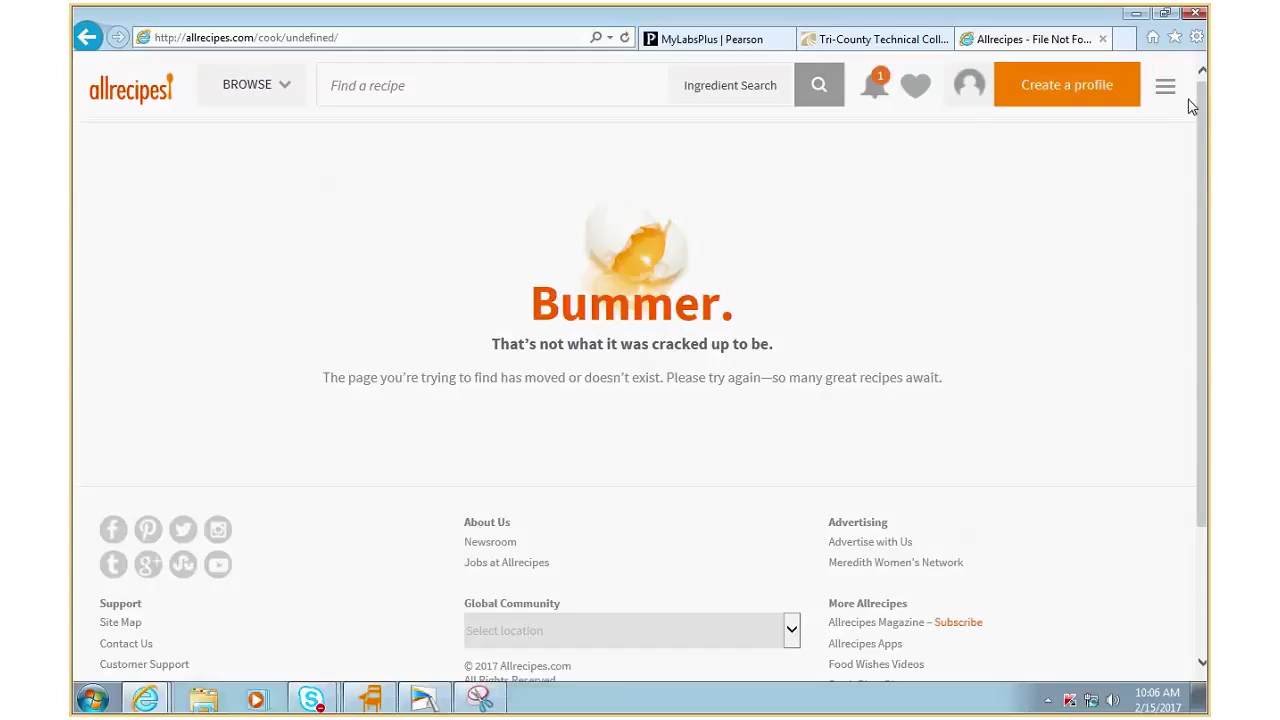 http://allrecipes.com/cook/undefined/
MyLabsPlus | Pearson
Tri-County Technical Coll...
Allrecipes - File Not Fo...
allrecipes!
BROWSE
Find a recipe
Ingredient Search
1
Create a profile
Bummer.
That's not what it was cracked up to be.
The page you're trying to find has moved or doesn't exist. Please try again—so many great recipes await.
About Us
Newsroom
Jobs at Allrecipes
Advertising
Advertise with Us
Meredith Women's Network
Support
Site Map
Contact Us
Customer Support
Global Community
Select location
© 2017 Allrecipes.com
All Rights Reserved
More Allrecipes
Allrecipes Magazine – Subscribe
Allrecipes Apps
Food Wishes Videos
10:06 AM
2/15/2017